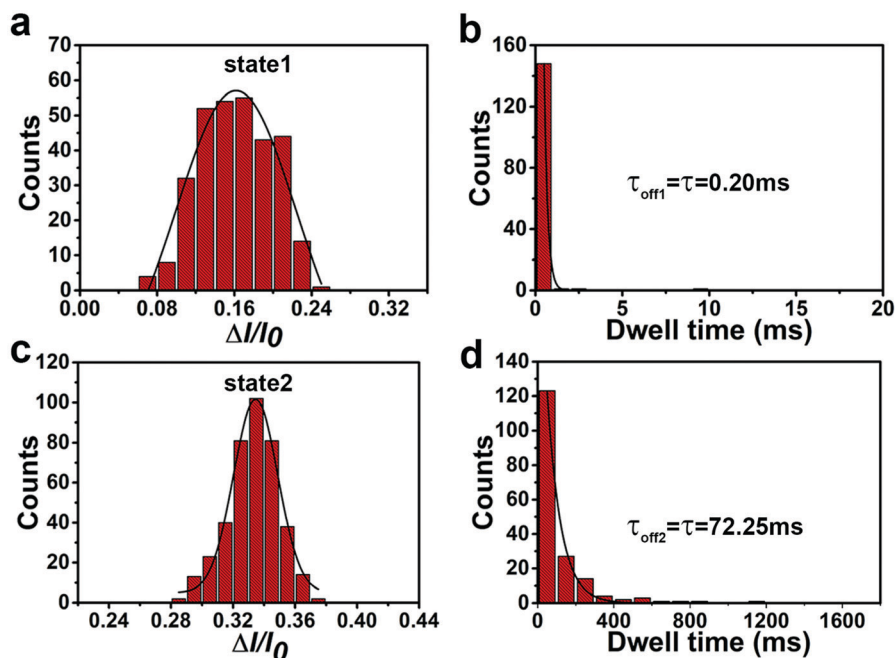 a
state1
Counts
70
60
50
40
30
20
10
0
0.00 0.08 0.16 0.24 0.32
ΔI/I0
b
Counts
160
120
80
40
0
τoff1=τ=0.20ms
0 5 10 15 20
Dwell time (ms)
c
state2
Counts
120
100
80
60
40
20
0
0.24 0.28 0.32 0.36 0.40 0.44
ΔI/I0
d
Counts
140
120
100
80
60
40
20
0
τoff2=τ=72.25ms
0 400 800 1200 1600
Dwell time (ms)